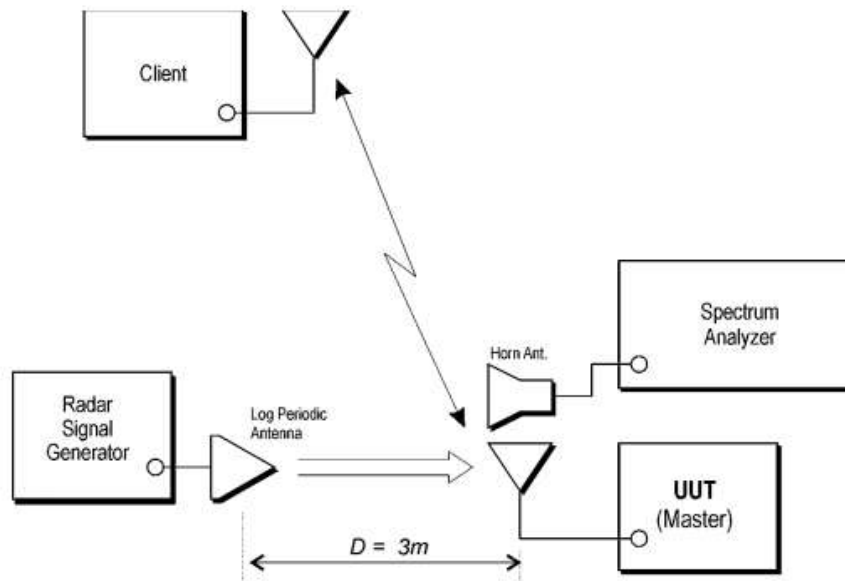 Client
Spectrum
Analyzer
Horn Ant.
Radar
Signal
Generator
Log Periodic
Antenna
UUT
(Master)
D = 3m